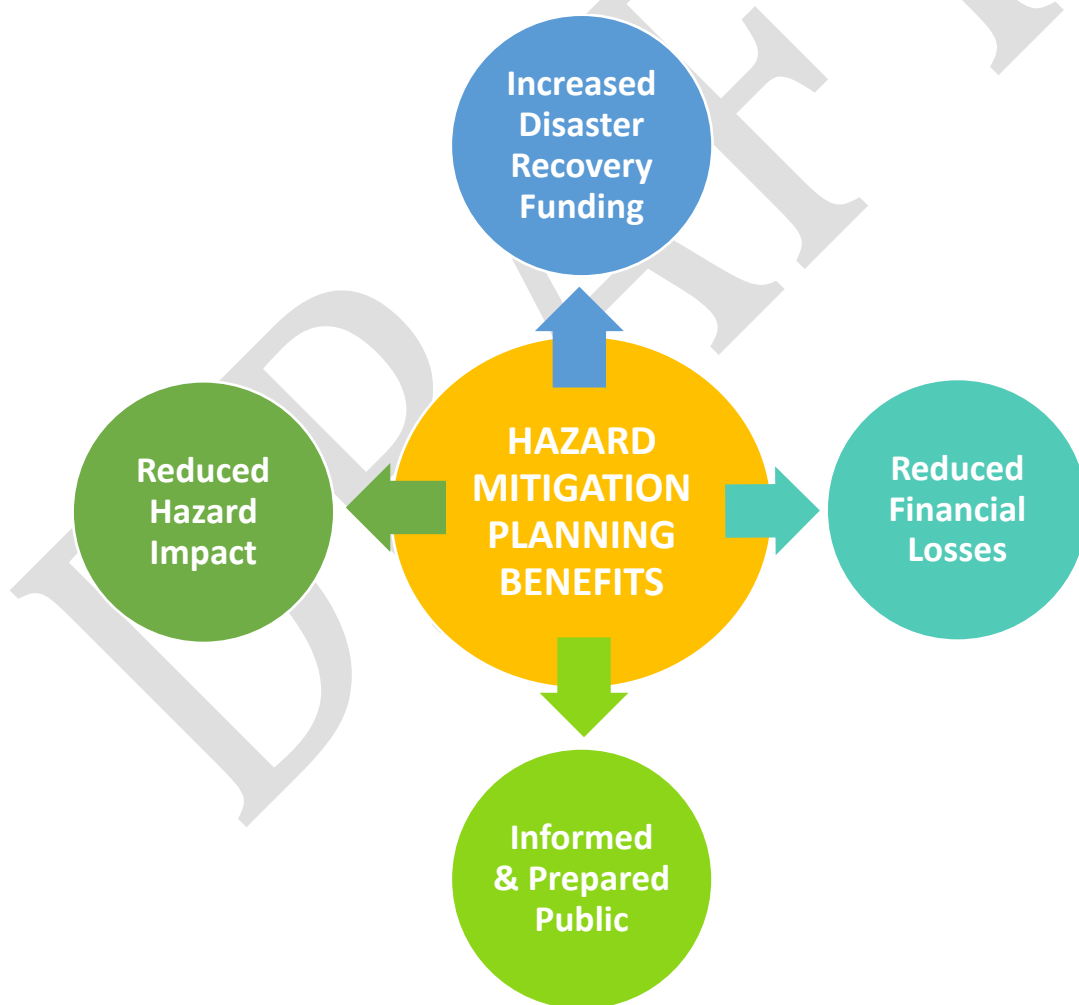 Increased
Disaster
Recovery
Funding
Reduced
Hazard
Impact
HAZARD
MITIGATION
PLANNING
BENEFITS
Reduced
Financial
Losses
Informed
& Prepared
Public
DRAFT